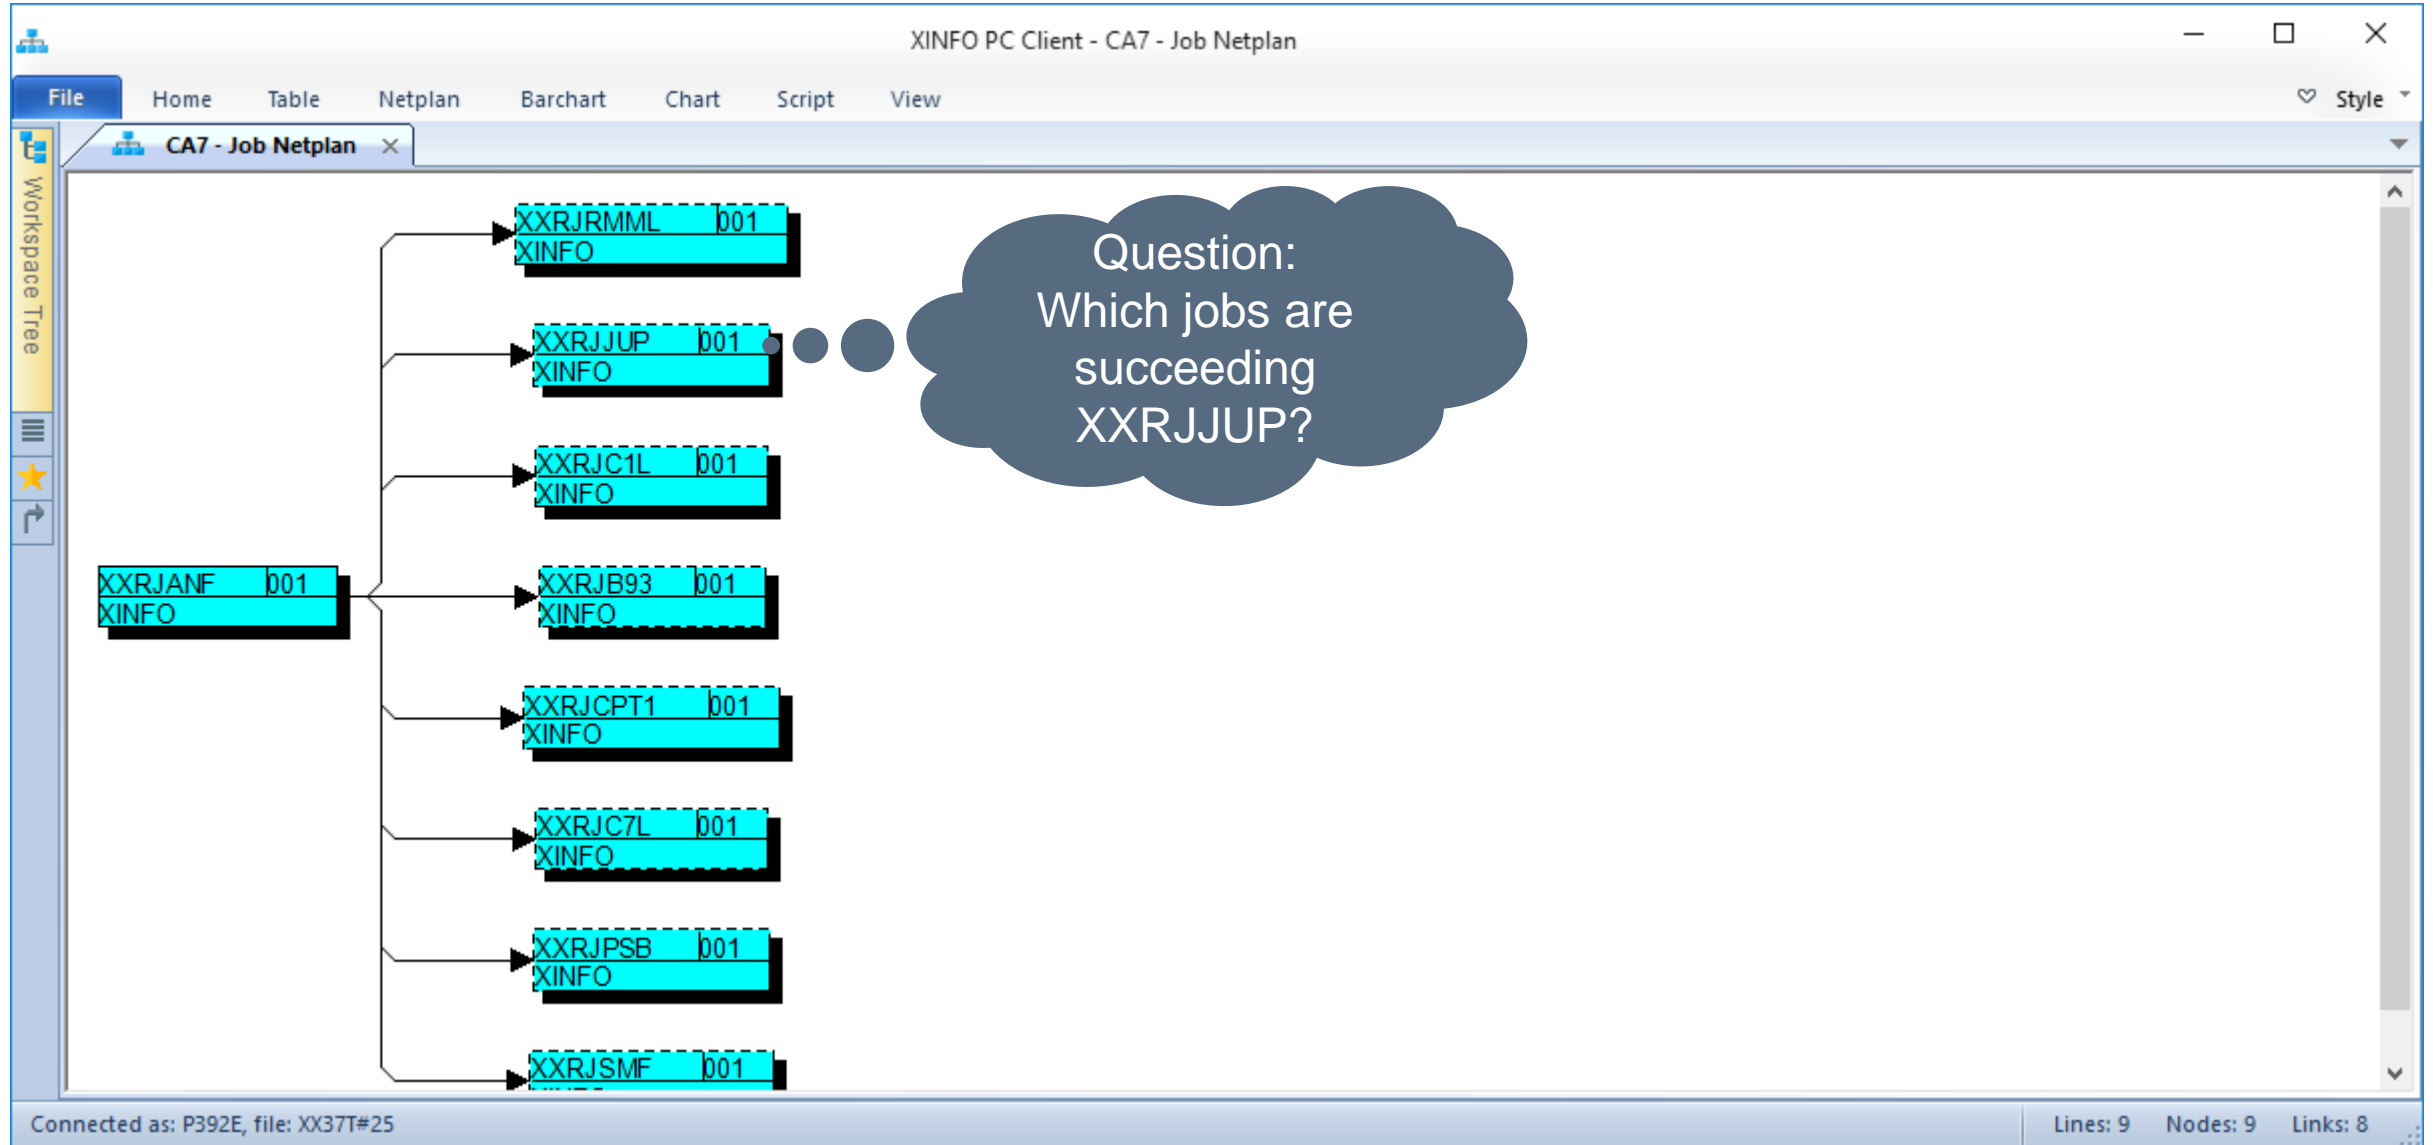 XINFO PC Client - CA7 - Job Netplan
File Home Table Netplan Barchart Chart Script View Style
CA7 - Job Netplan
Workspace Tree
XXRJRMML 001
XINFO
XXRJJUP 001
XINFO
Question:
Which jobs are
succeeding
XXRJJUP?
XXRJC1L 001
XINFO
XXRJANF 001
XINFO
XXRJB93 001
XINFO
XXRJCPT1 001
XINFO
XXRJC7L 001
XINFO
XXRJPSB 001
XINFO
XXRJSMF 001
Connected as: P392E, file: XX37T#25 Lines: 9 Nodes: 9 Links: 8